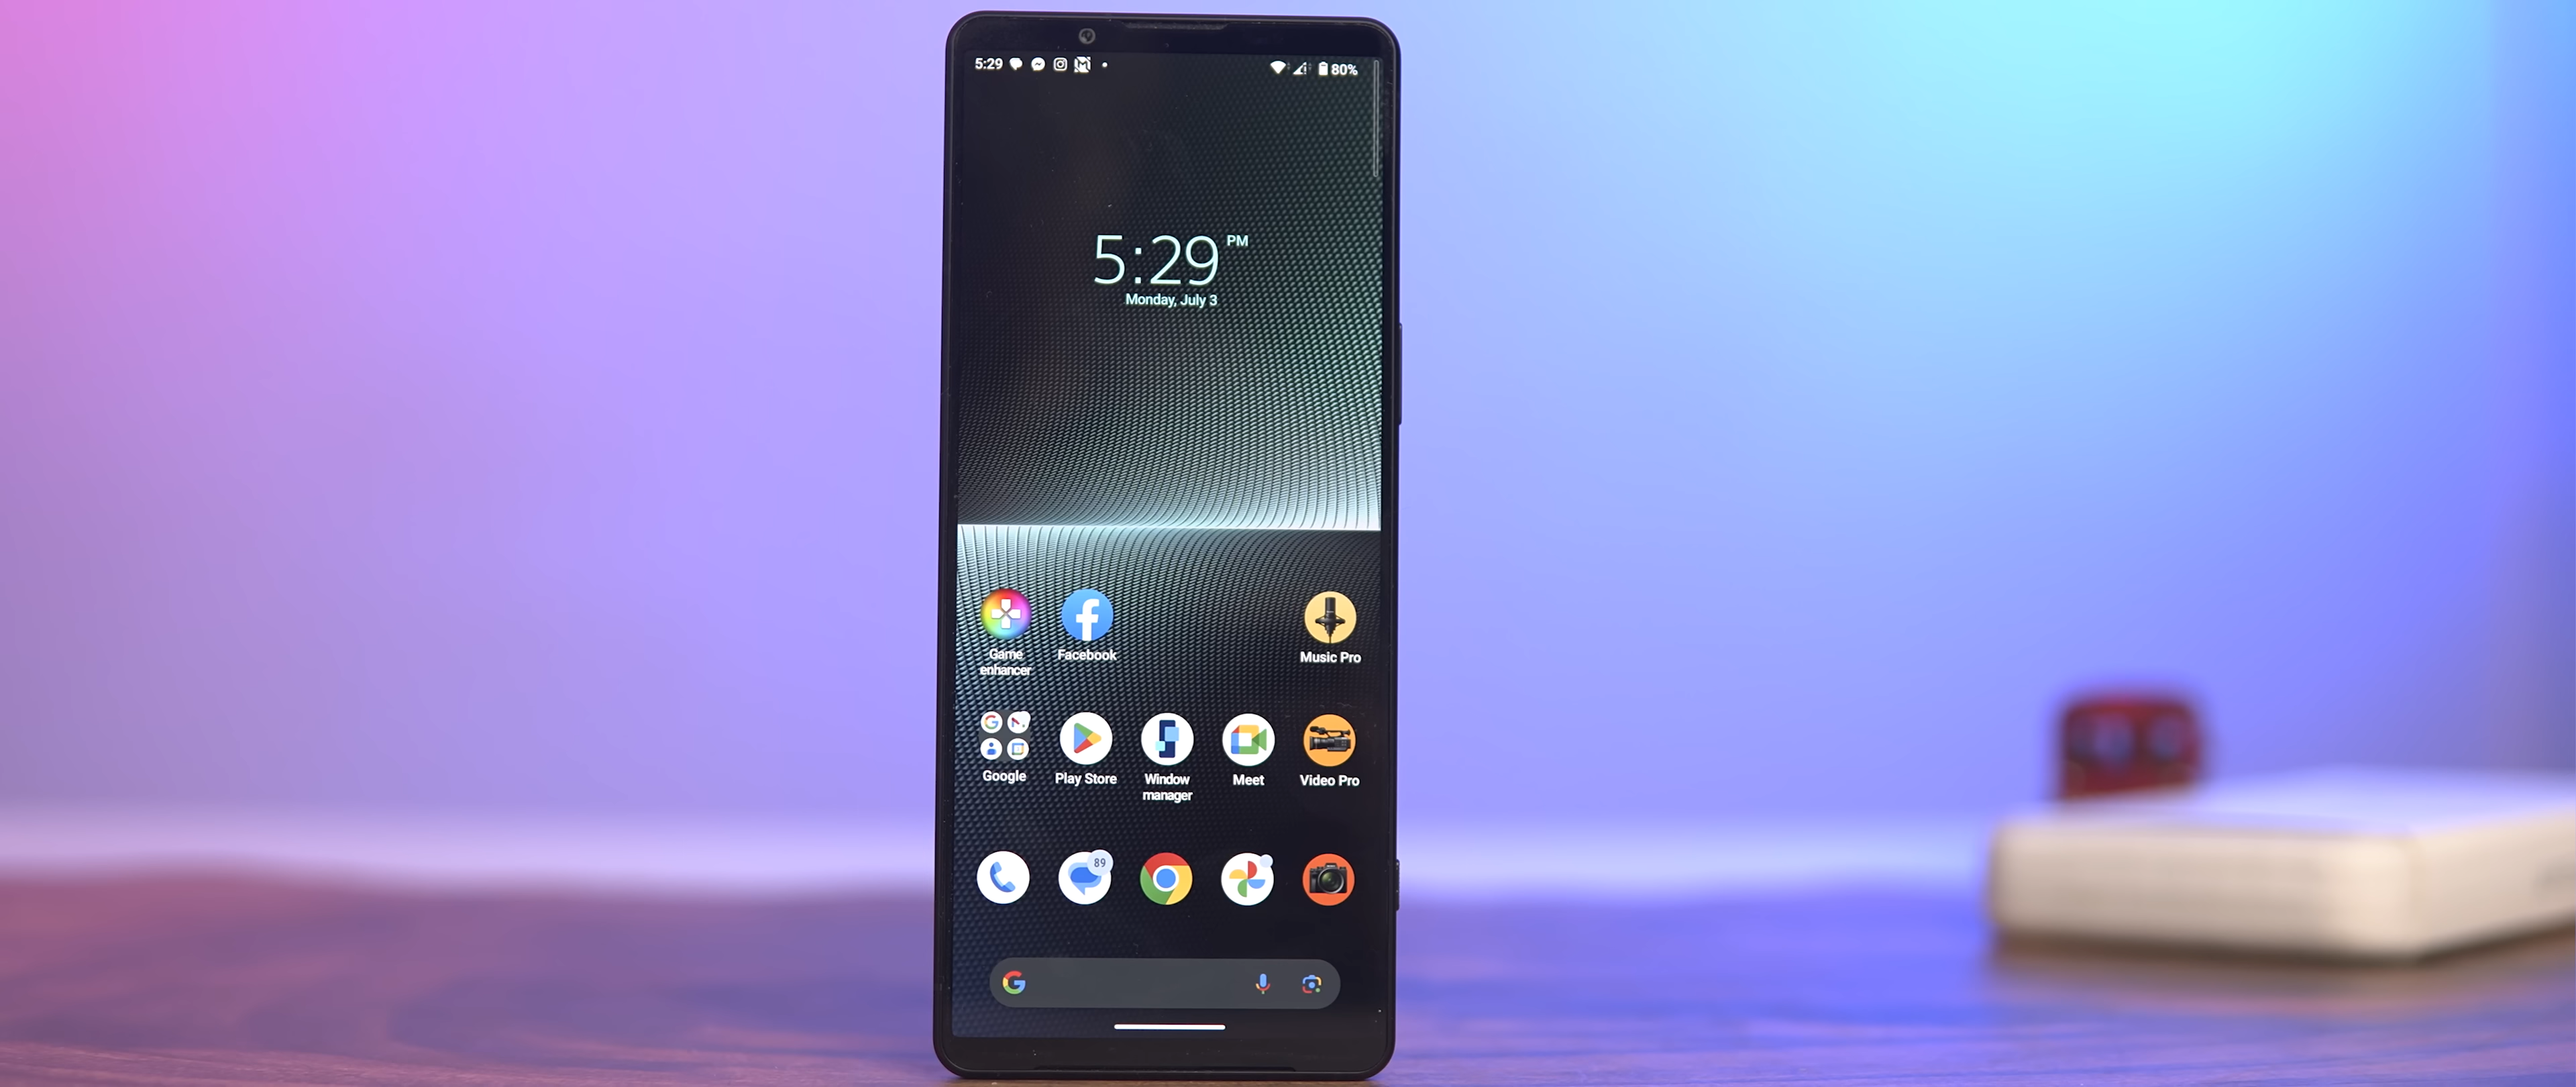 5:29
80%
5:29 PM
Monday, July 3
Game
enhancer
Facebook
Music Pro
Google
Play Store
Window
manager
Meet
Video Pro
89